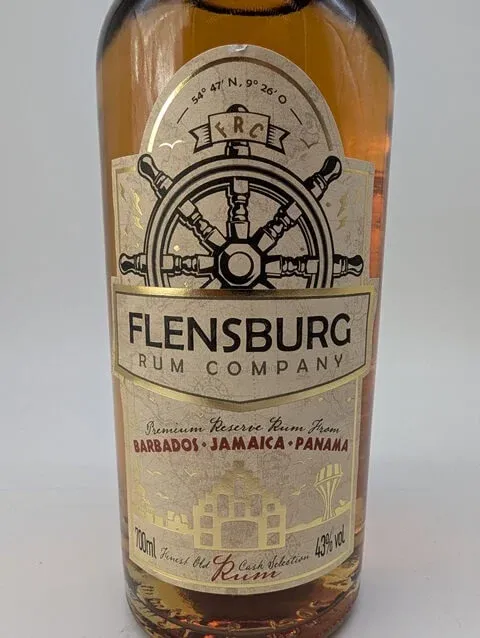 54° 47' N, 9° 26' O
FRC
FLENSBURG
RUM COMPANY
Premium Reserve Rum From
BARBADOS • JAMAICA • PANAMA
700ml
43% vol
Finest Old Cask Selection
Rum